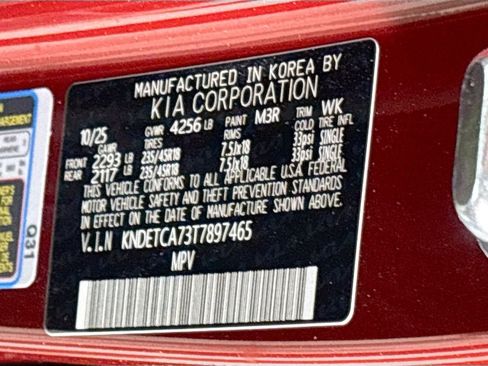 MANUFACTURED IN KOREA BY
KIA CORPORATION
10/25 GVWR 4256 LB PAINT M3R TRIM WK
GAWR TIRES RIMS COLD TIRE INFL
FRONT 2293 LB 235/45R18 7.5Jx18 33psi SINGLE
REAR 2117 LB 235/45R18 7.5Jx18 33psi SINGLE
THIS VEHICLE CONFORMS TO ALL APPLICABLE U.S.A. FEDERAL
MOTOR VEHICLE SAFETY AND THEFT PREVENTION STANDARDS
IN EFFECT ON THE DATE OF MANUFACTURE SHOWN ABOVE.
V.I.N KNDETCA73T7897465
MPV
Q31